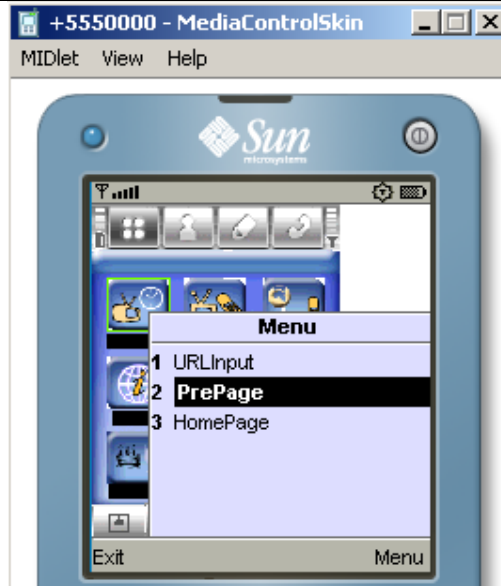 +5550000 - MediaControlSkin
MIDlet View Help
Sun
microsystems
Menu
1 URLInput
2 PrePage
3 HomePage
Exit Menu